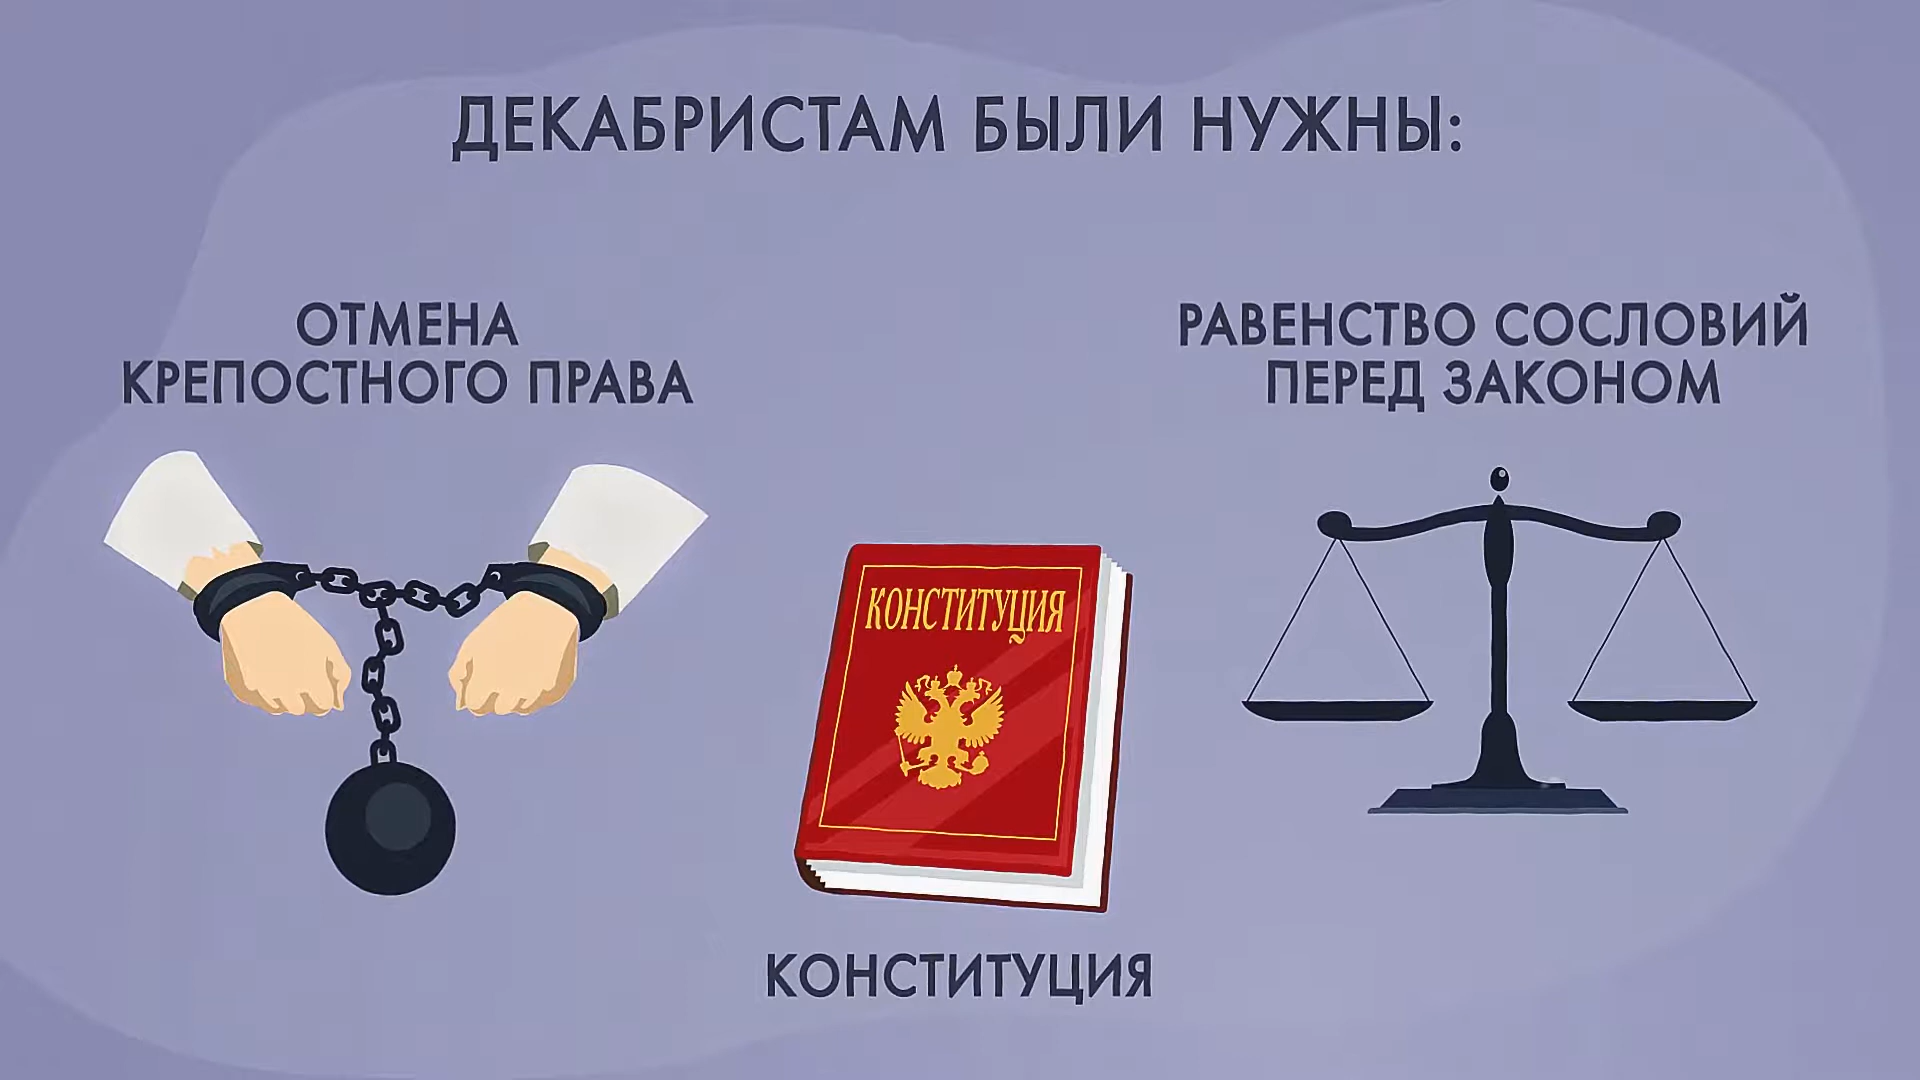 ДЕКАБРИСТАМ БЫЛИ НУЖНЫ:
ОТМЕНА
КРЕПОСТНОГО ПРАВА
РАВЕНСТВО СОСЛОВИЙ
ПЕРЕД ЗАКОНОМ
КОНСТИТУЦИЯ
КОНСТИТУЦИЯ